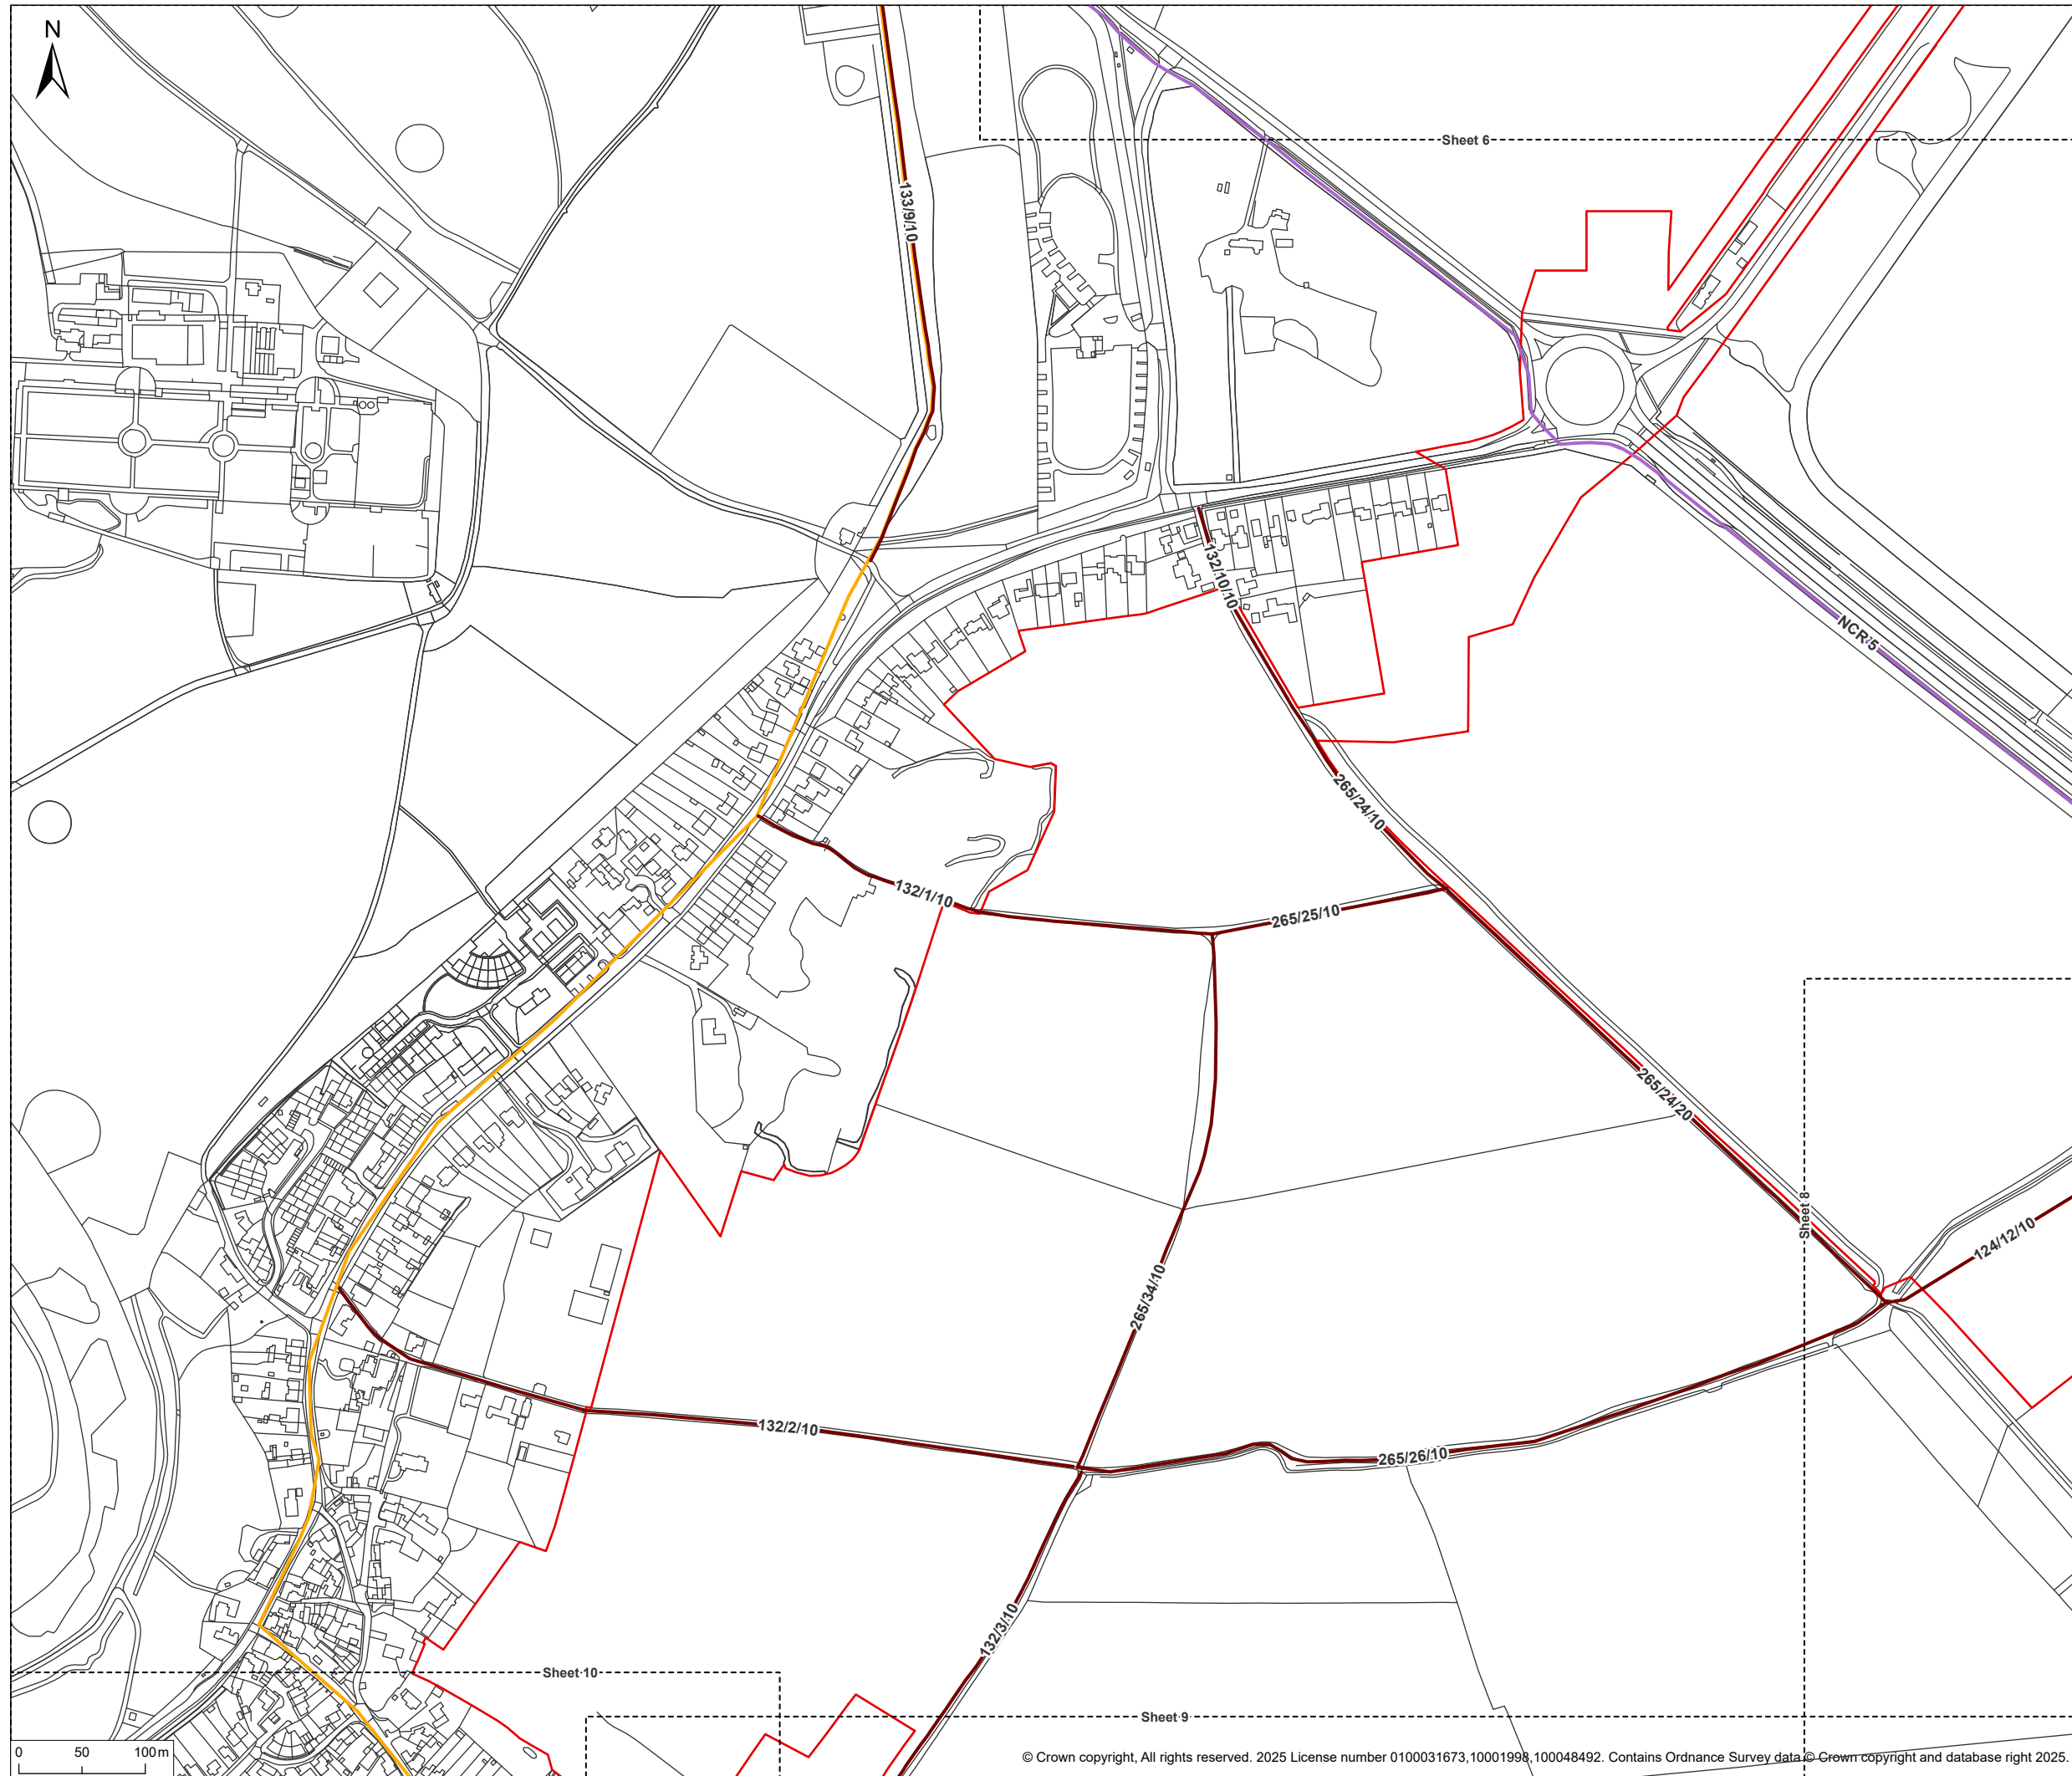 N
Sheet 6
133/9/10
132/10/10
NCR 5
265/24/10
132/1/10
265/25/10
265/24/20
Sheet 8
124/12/10
265/34/10
132/2/10
265/26/10
132/3/10
Sheet 10
Sheet 9
0 50 100 m
© Crown copyright, All rights reserved. 2025 License number 0100031673,10001998,100048492. Contains Ordnance Survey data © Crown copyright and database right 2025.